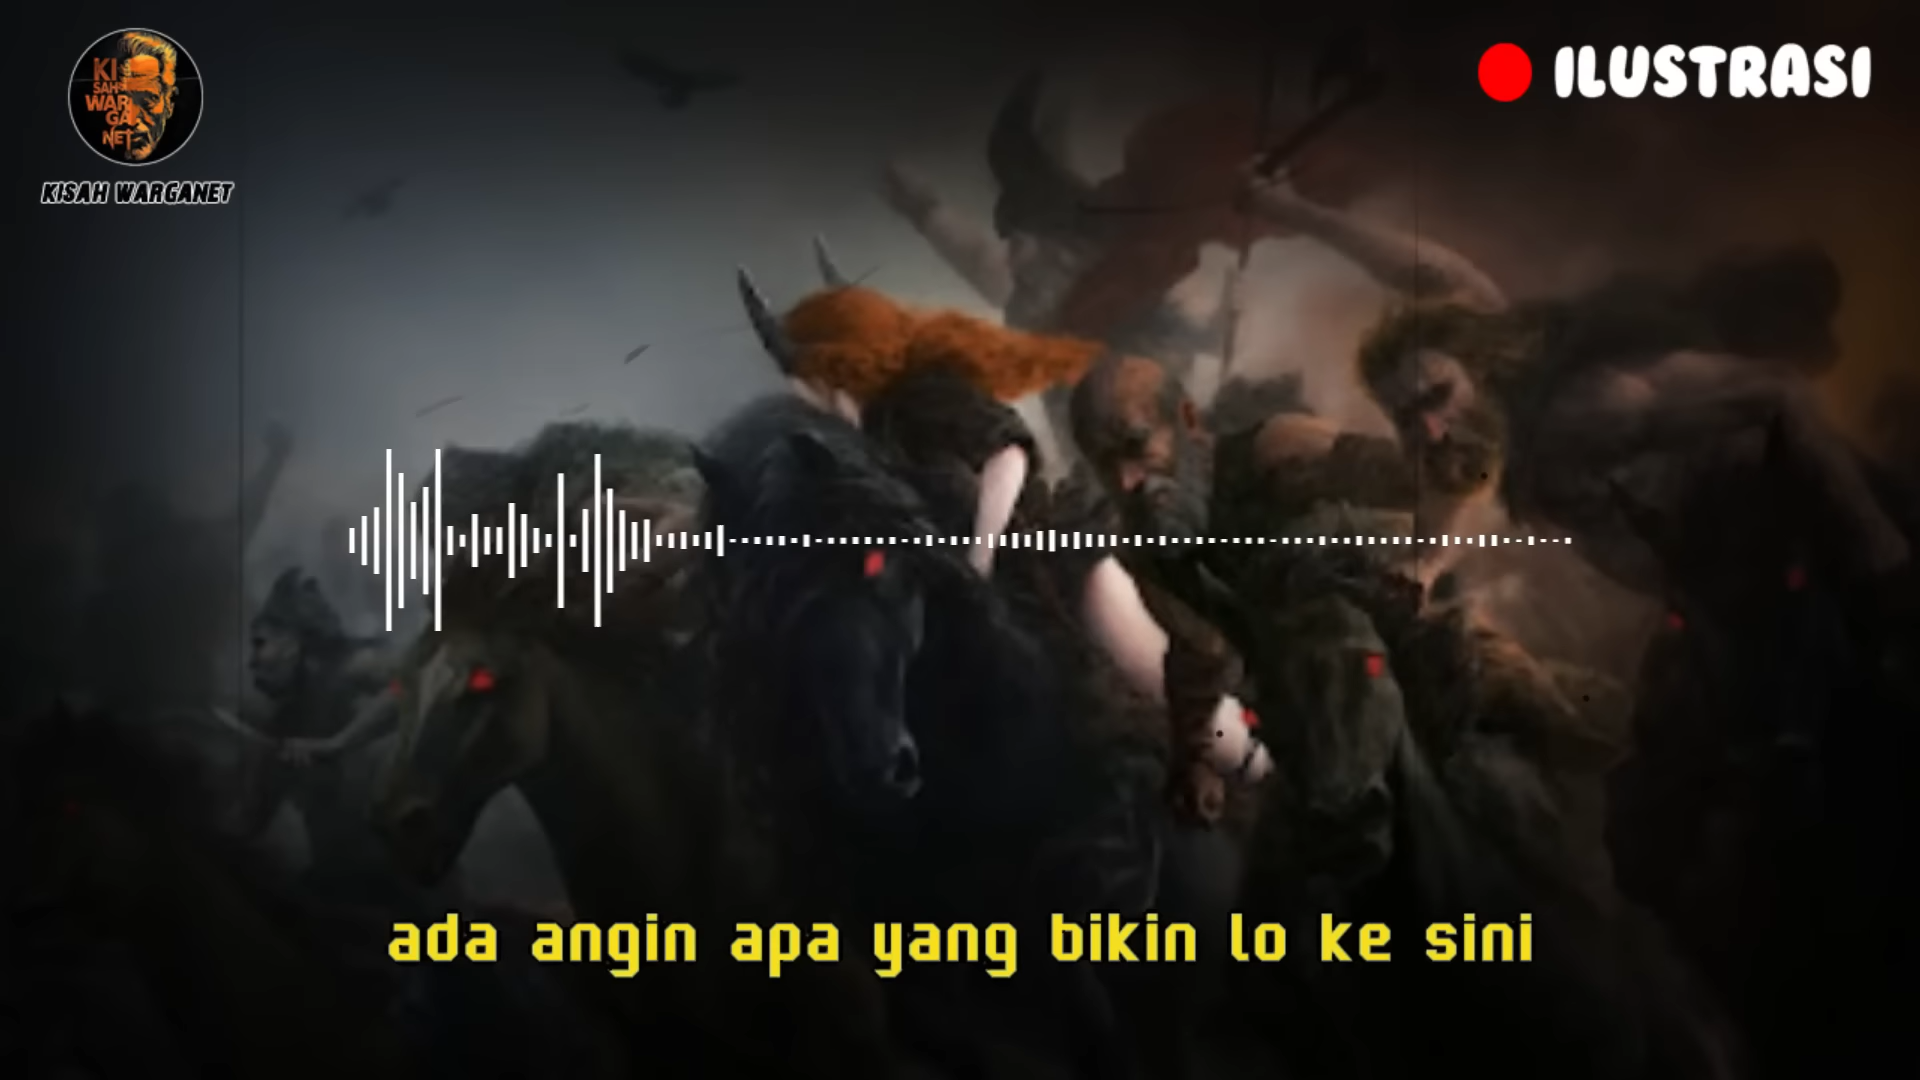 KI
SAH
WAR
GA
NET
KISAH WARGANET
ILUSTRASI
ada angin apa yang bikin lo ke sini